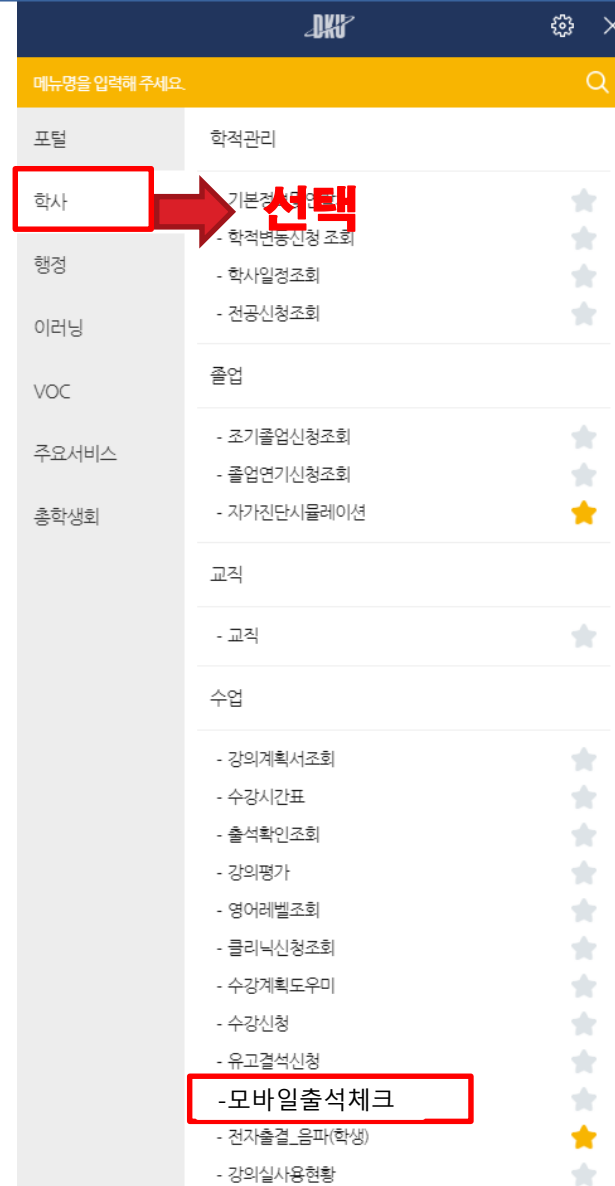 DKU
메뉴명을 입력해 주세요.
포털
학사
행정
이러닝
VOC
주요서비스
총학생회
학적관리
선택
- 학적변동신청 조회
- 학사일정조회
- 전공신청조회
졸업
- 조기졸업신청조회
- 졸업연기신청조회
- 자가진단시뮬레이션
교직
- 교직
수업
- 강의계획서조회
- 수강시간표
- 출석확인조회
- 강의평가
- 영어레벨조회
- 클리닉신청조회
- 수강계획도우미
- 수강신청
- 유고결석신청
-모바일출석체크
- 전자출결_음파(학생)
- 강의실사용현황